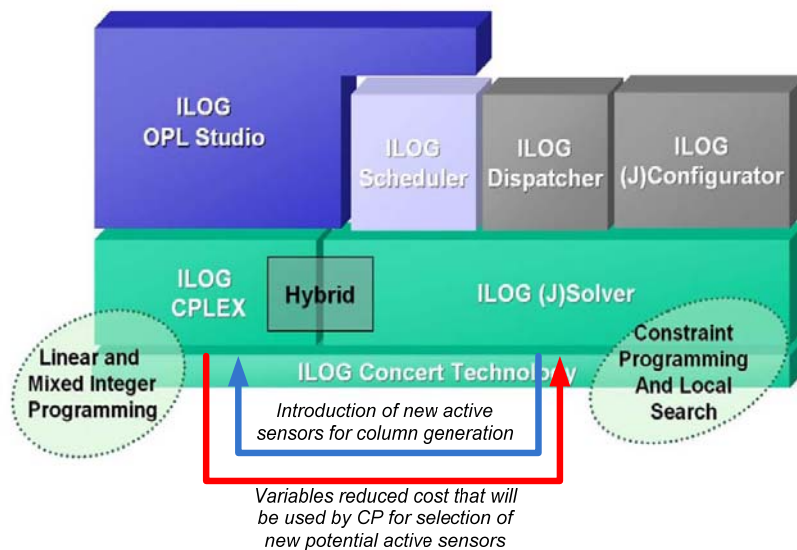 ILOG
OPL Studio
ILOG
Scheduler
ILOG
Dispatcher
ILOG
(J)Configurator
ILOG
CPLEX
Hybrid
ILOG (J)Solver
Linear and
Mixed Integer
Programming
Constraint
Programming
And Local
Search
ILOG Concert Technology
Introduction of new active
sensors for column generation
Variables reduced cost that will
be used by CP for selection of
new potential active sensors